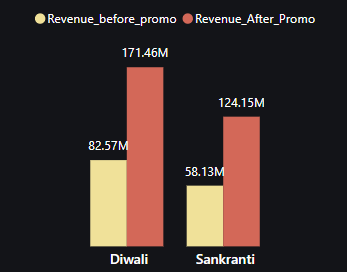 Revenue_before_promo Revenue_After_Promo
171.46M
124.15M
82.57M
58.13M
Diwali Sankranti